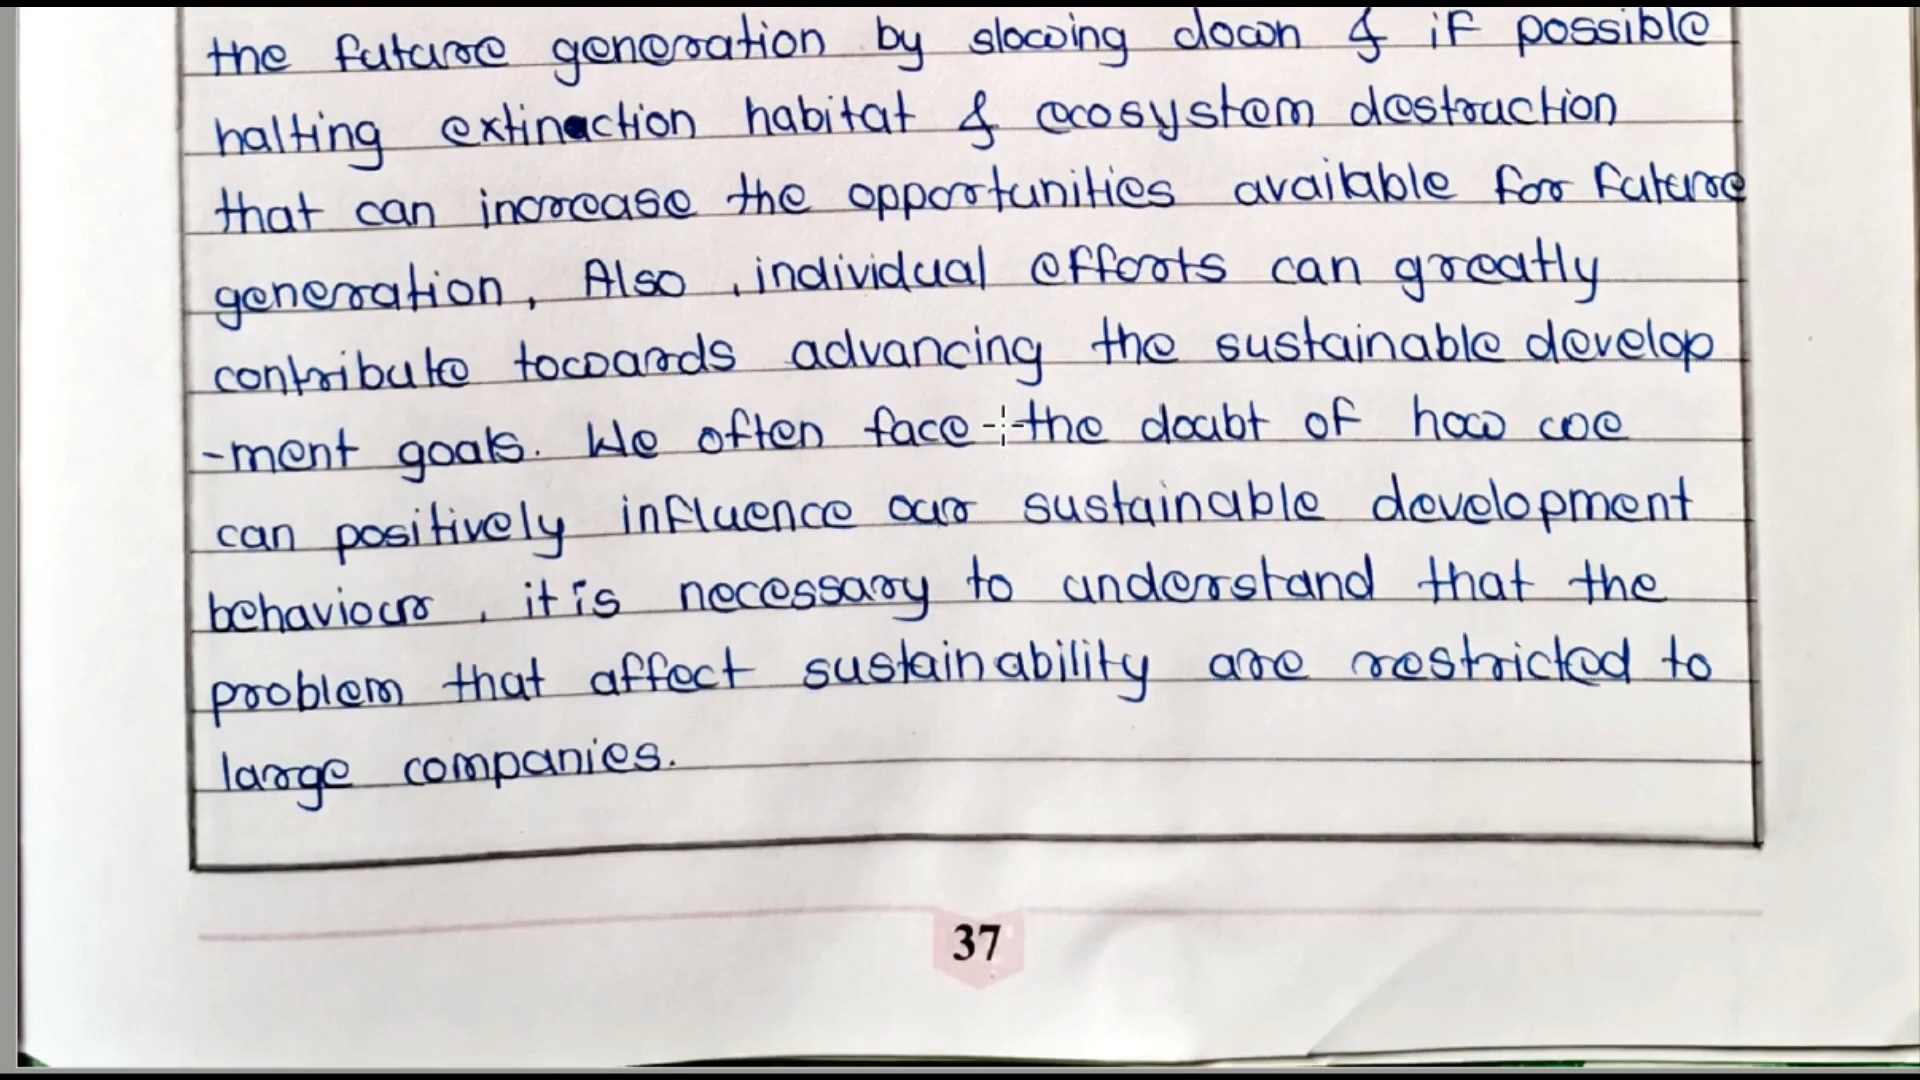 the future generation by slowing down & if possible
halting extinction habitat & ecosystem destruction
that can increase the opportunities available for future
generation, Also , individual efforts can greatly
contribute towards advancing the sustainable develop
-ment goals. We often face the doubt of how we
can positively influence our sustainable development
behaviour , it is necessary to understand that the
problem that affect sustainability are restricted to
large companies.
37